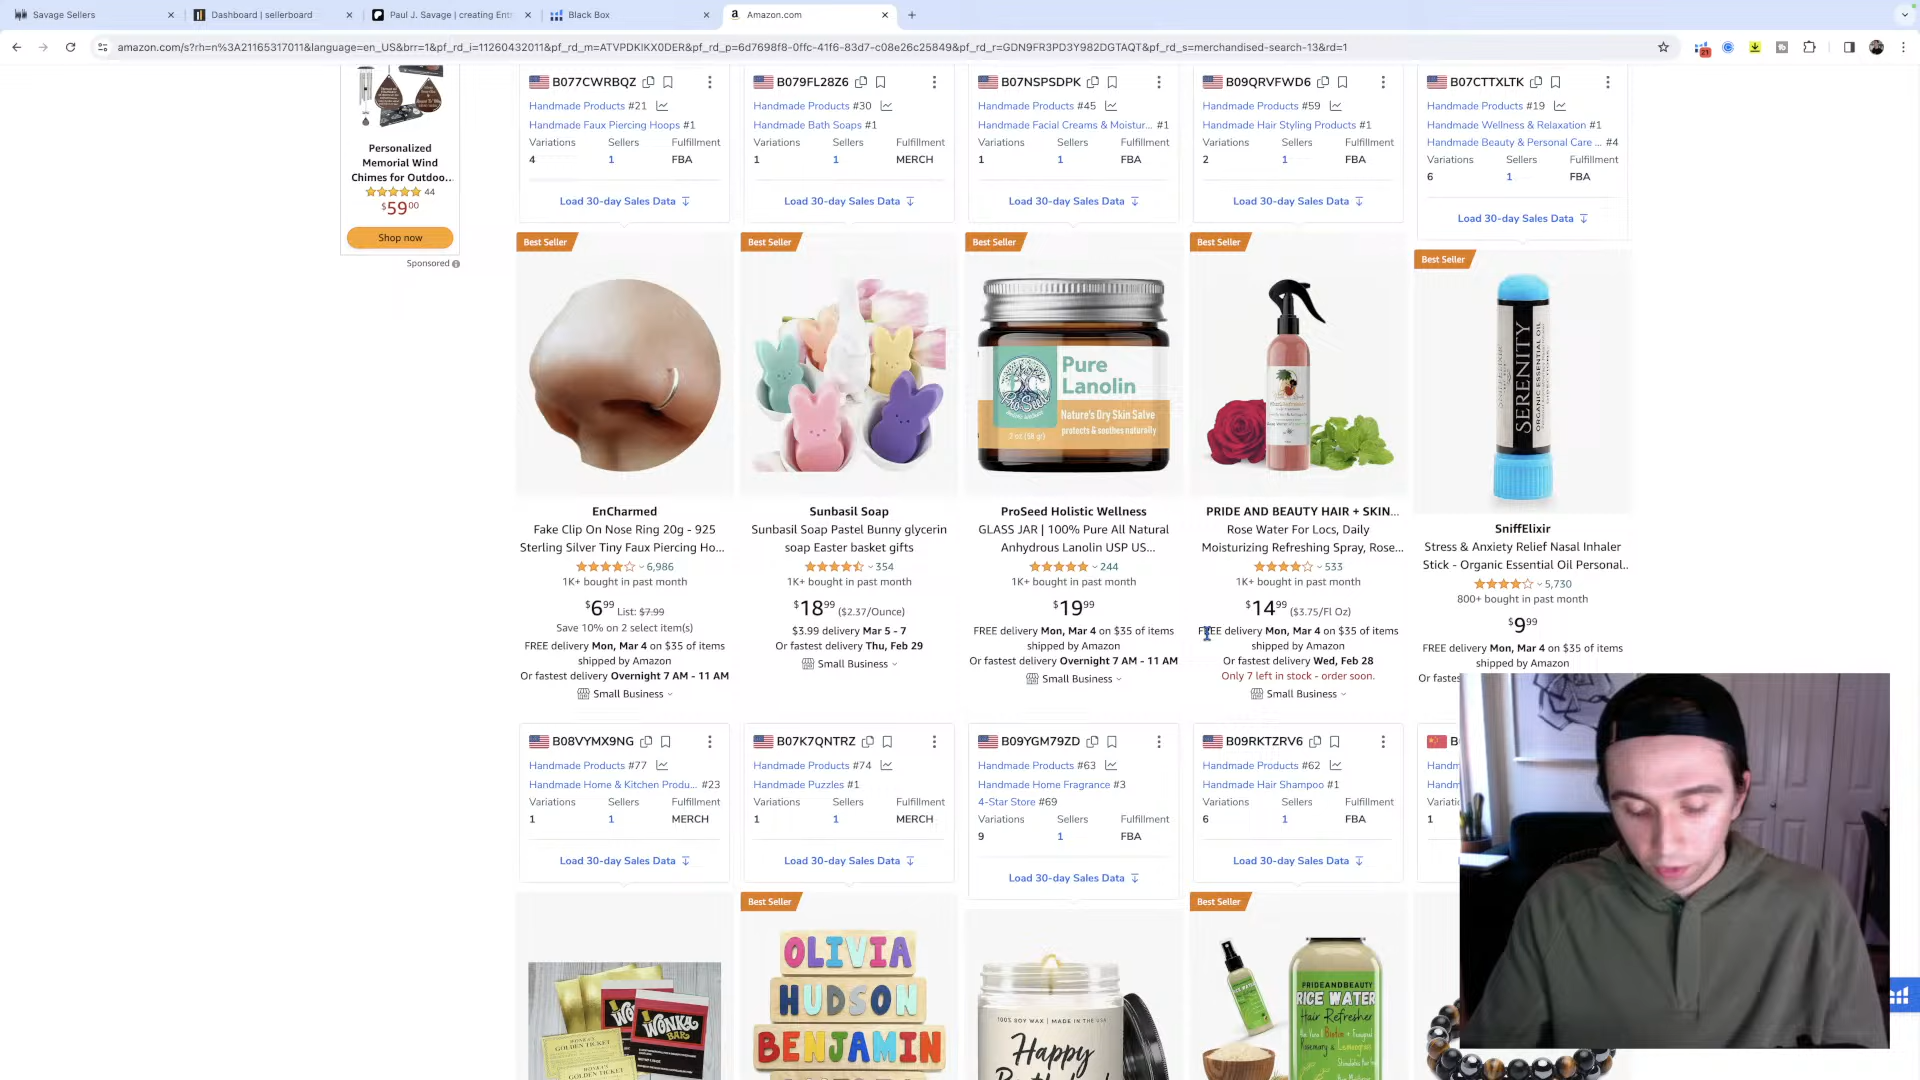 Savage Sellers
Dashboard | sellerboard
Paul J. Savage | creating Ent
Black Box
Amazon.com
amazon.com/s?rh=n%3A21165317011&language=en_US&brr=1&pf_rd_i=11260432011&pf_rd_m=ATVPDKIKX0DER&pf_rd_p=6d7698f8-0ffc-41f6-83d7-c08e26c25849&pf_rd_r=GDN9FR3PD3Y982DGTAQT&pf_rd_s=merchandised-search-13&rd=1
21
Personalized
Memorial Wind
Chimes for Outdoo...
44
$59.00
Shop now
Sponsored
B077CWRBQZ
Handmade Products #21
Handmade Faux Piercing Hoops #1
Variations Sellers Fulfillment
4 1 FBA
Load 30-day Sales Data
B079FL28Z6
Handmade Products #30
Handmade Bath Soaps #1
Variations Sellers Fulfillment
1 1 MERCH
Load 30-day Sales Data
B07NSPSDPK
Handmade Products #45
Handmade Facial Creams & Moistur... #1
Variations Sellers Fulfillment
1 1 FBA
Load 30-day Sales Data
B09QRVFWD6
Handmade Products #59
Handmade Hair Styling Products #1
Variations Sellers Fulfillment
2 1 FBA
Load 30-day Sales Data
B07CTTXLTK
Handmade Products #19
Handmade Wellness & Relaxation #1
Handmade Beauty & Personal Care ... #4
Variations Sellers Fulfillment
6 1 FBA
Load 30-day Sales Data
Best Seller
EnCharmed
Fake Clip On Nose Ring 20g - 925
Sterling Silver Tiny Faux Piercing Ho...
6,986
1K+ bought in past month
$6.99 List: $7.99
Save 10% on 2 select item(s)
FREE delivery Mon, Mar 4 on $35 of items
shipped by Amazon
Or fastest delivery Overnight 7 AM - 11 AM
Small Business
Best Seller
Sunbasil Soap
Sunbasil Soap Pastel Bunny glycerin
soap Easter basket gifts
354
1K+ bought in past month
$18.99 ($2.37/Ounce)
$3.99 delivery Mar 5 - 7
Or fastest delivery Thu, Feb 29
Small Business
Best Seller
ProSeed
Pure
Lanolin
Nature's Dry Skin Salve
protects & soothes naturally
ProSeed Holistic Wellness
GLASS JAR | 100% Pure All Natural
Anhydrous Lanolin USP US...
244
1K+ bought in past month
$19.99
FREE delivery Mon, Mar 4 on $35 of items
shipped by Amazon
Or fastest delivery Overnight 7 AM - 11 AM
Small Business
Best Seller
PRIDE AND BEAUTY HAIR + SKIN...
Rose Water For Locs, Daily
Moisturizing Refreshing Spray, Rose...
533
1K+ bought in past month
$14.99 ($3.75/Fl Oz)
FREE delivery Mon, Mar 4 on $35 of items
shipped by Amazon
Or fastest delivery Wed, Feb 28
Only 7 left in stock - order soon.
Small Business
Best Seller
SERENITY
ORGANIC ESSENTIAL OIL
SniffElixir
Stress & Anxiety Relief Nasal Inhaler
Stick - Organic Essential Oil Personal..
5,730
800+ bought in past month
$9.99
FREE delivery Mon, Mar 4 on $35 of items
shipped by Amazon
Or faste
B08VYMX9NG
Handmade Products #77
Handmade Home & Kitchen Produ... #23
Variations Sellers Fulfillment
1 1 MERCH
Load 30-day Sales Data
B07K7QNTRZ
Handmade Products #74
Handmade Puzzles #1
Variations Sellers Fulfillment
1 1 MERCH
Load 30-day Sales Data
B09YGM79ZD
Handmade Products #63
Handmade Home Fragrance #3
4-Star Store #69
Variations Sellers Fulfillment
9 1 FBA
Load 30-day Sales Data
B09RKTZRV6
Handmade Products #62
Handmade Hair Shampoo #1
Variations Sellers Fulfillment
6 1 FBA
Load 30-day Sales Data
B
Handm
Handm
Variati
1
WONKA
BAR
GOLDEN TICKET
Best Seller
OLIVIA
HUDSON
BENJAMIN
100% SOY WAX | MADE IN THE USA
Happy
Best Seller
PRIDEANDBEAUTY
RICE WATER
Hair Refresher